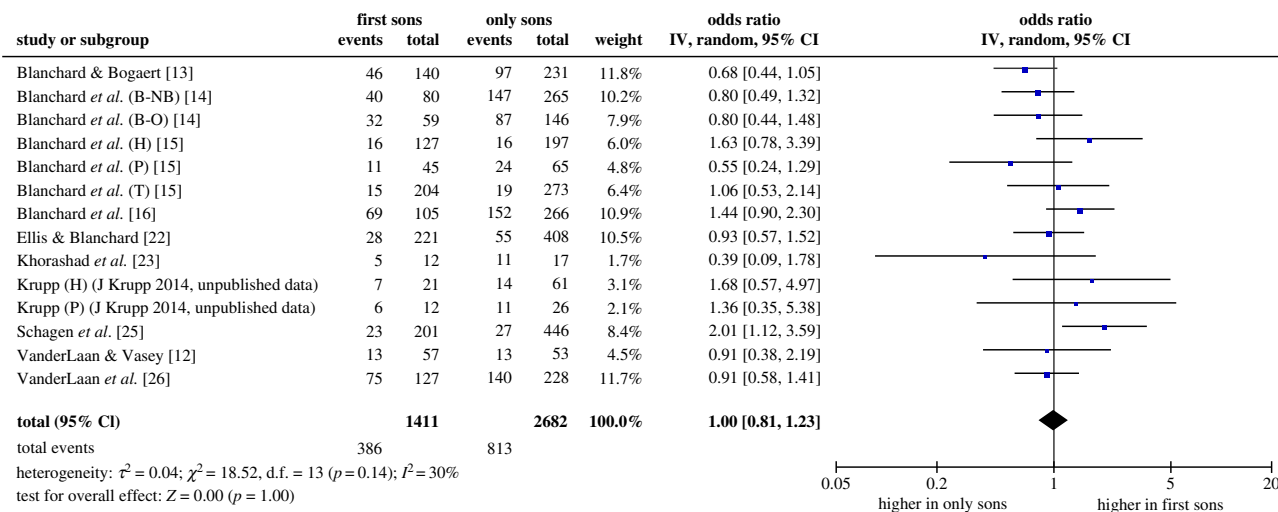 first sons only sons odds ratio odds ratio
study or subgroup events total events total weight IV, random, 95% CI IV, random, 95% CI
Blanchard & Bogaert [13] 46 140 97 231 11.8% 0.68 [0.44, 1.05]
Blanchard et al. (B-NB) [14] 40 80 147 265 10.2% 0.80 [0.49, 1.32]
Blanchard et al. (B-O) [14] 32 59 87 146 7.9% 0.80 [0.44, 1.48]
Blanchard et al. (H) [15] 16 127 16 197 6.0% 1.63 [0.78, 3.39]
Blanchard et al. (P) [15] 11 45 24 65 4.8% 0.55 [0.24, 1.29]
Blanchard et al. (T) [15] 15 204 19 273 6.4% 1.06 [0.53, 2.14]
Blanchard et al. [16] 69 105 152 266 10.9% 1.44 [0.90, 2.30]
Ellis & Blanchard [22] 28 221 55 408 10.5% 0.93 [0.57, 1.52]
Khorashad et al. [23] 5 12 11 17 1.7% 0.39 [0.09, 1.78]
Krupp (H) (J Krupp 2014, unpublished data) 7 21 14 61 3.1% 1.68 [0.57, 4.97]
Krupp (P) (J Krupp 2014, unpublished data) 6 12 11 26 2.1% 1.36 [0.35, 5.38]
Schagen et al. [25] 23 201 27 446 8.4% 2.01 [1.12, 3.59]
VanderLaan & Vasey [12] 13 57 13 53 4.5% 0.91 [0.38, 2.19]
VanderLaan et al. [26] 75 127 140 228 11.7% 0.91 [0.58, 1.41]
total (95% CI) 1411 2682 100.0% 1.00 [0.81, 1.23]
total events 386 813
heterogeneity: τ² = 0.04; χ² = 18.52, d.f. = 13 (p = 0.14); I² = 30%
test for overall effect: Z = 0.00 (p = 1.00)
0.05 0.2 1 5 20
higher in only sons higher in first sons